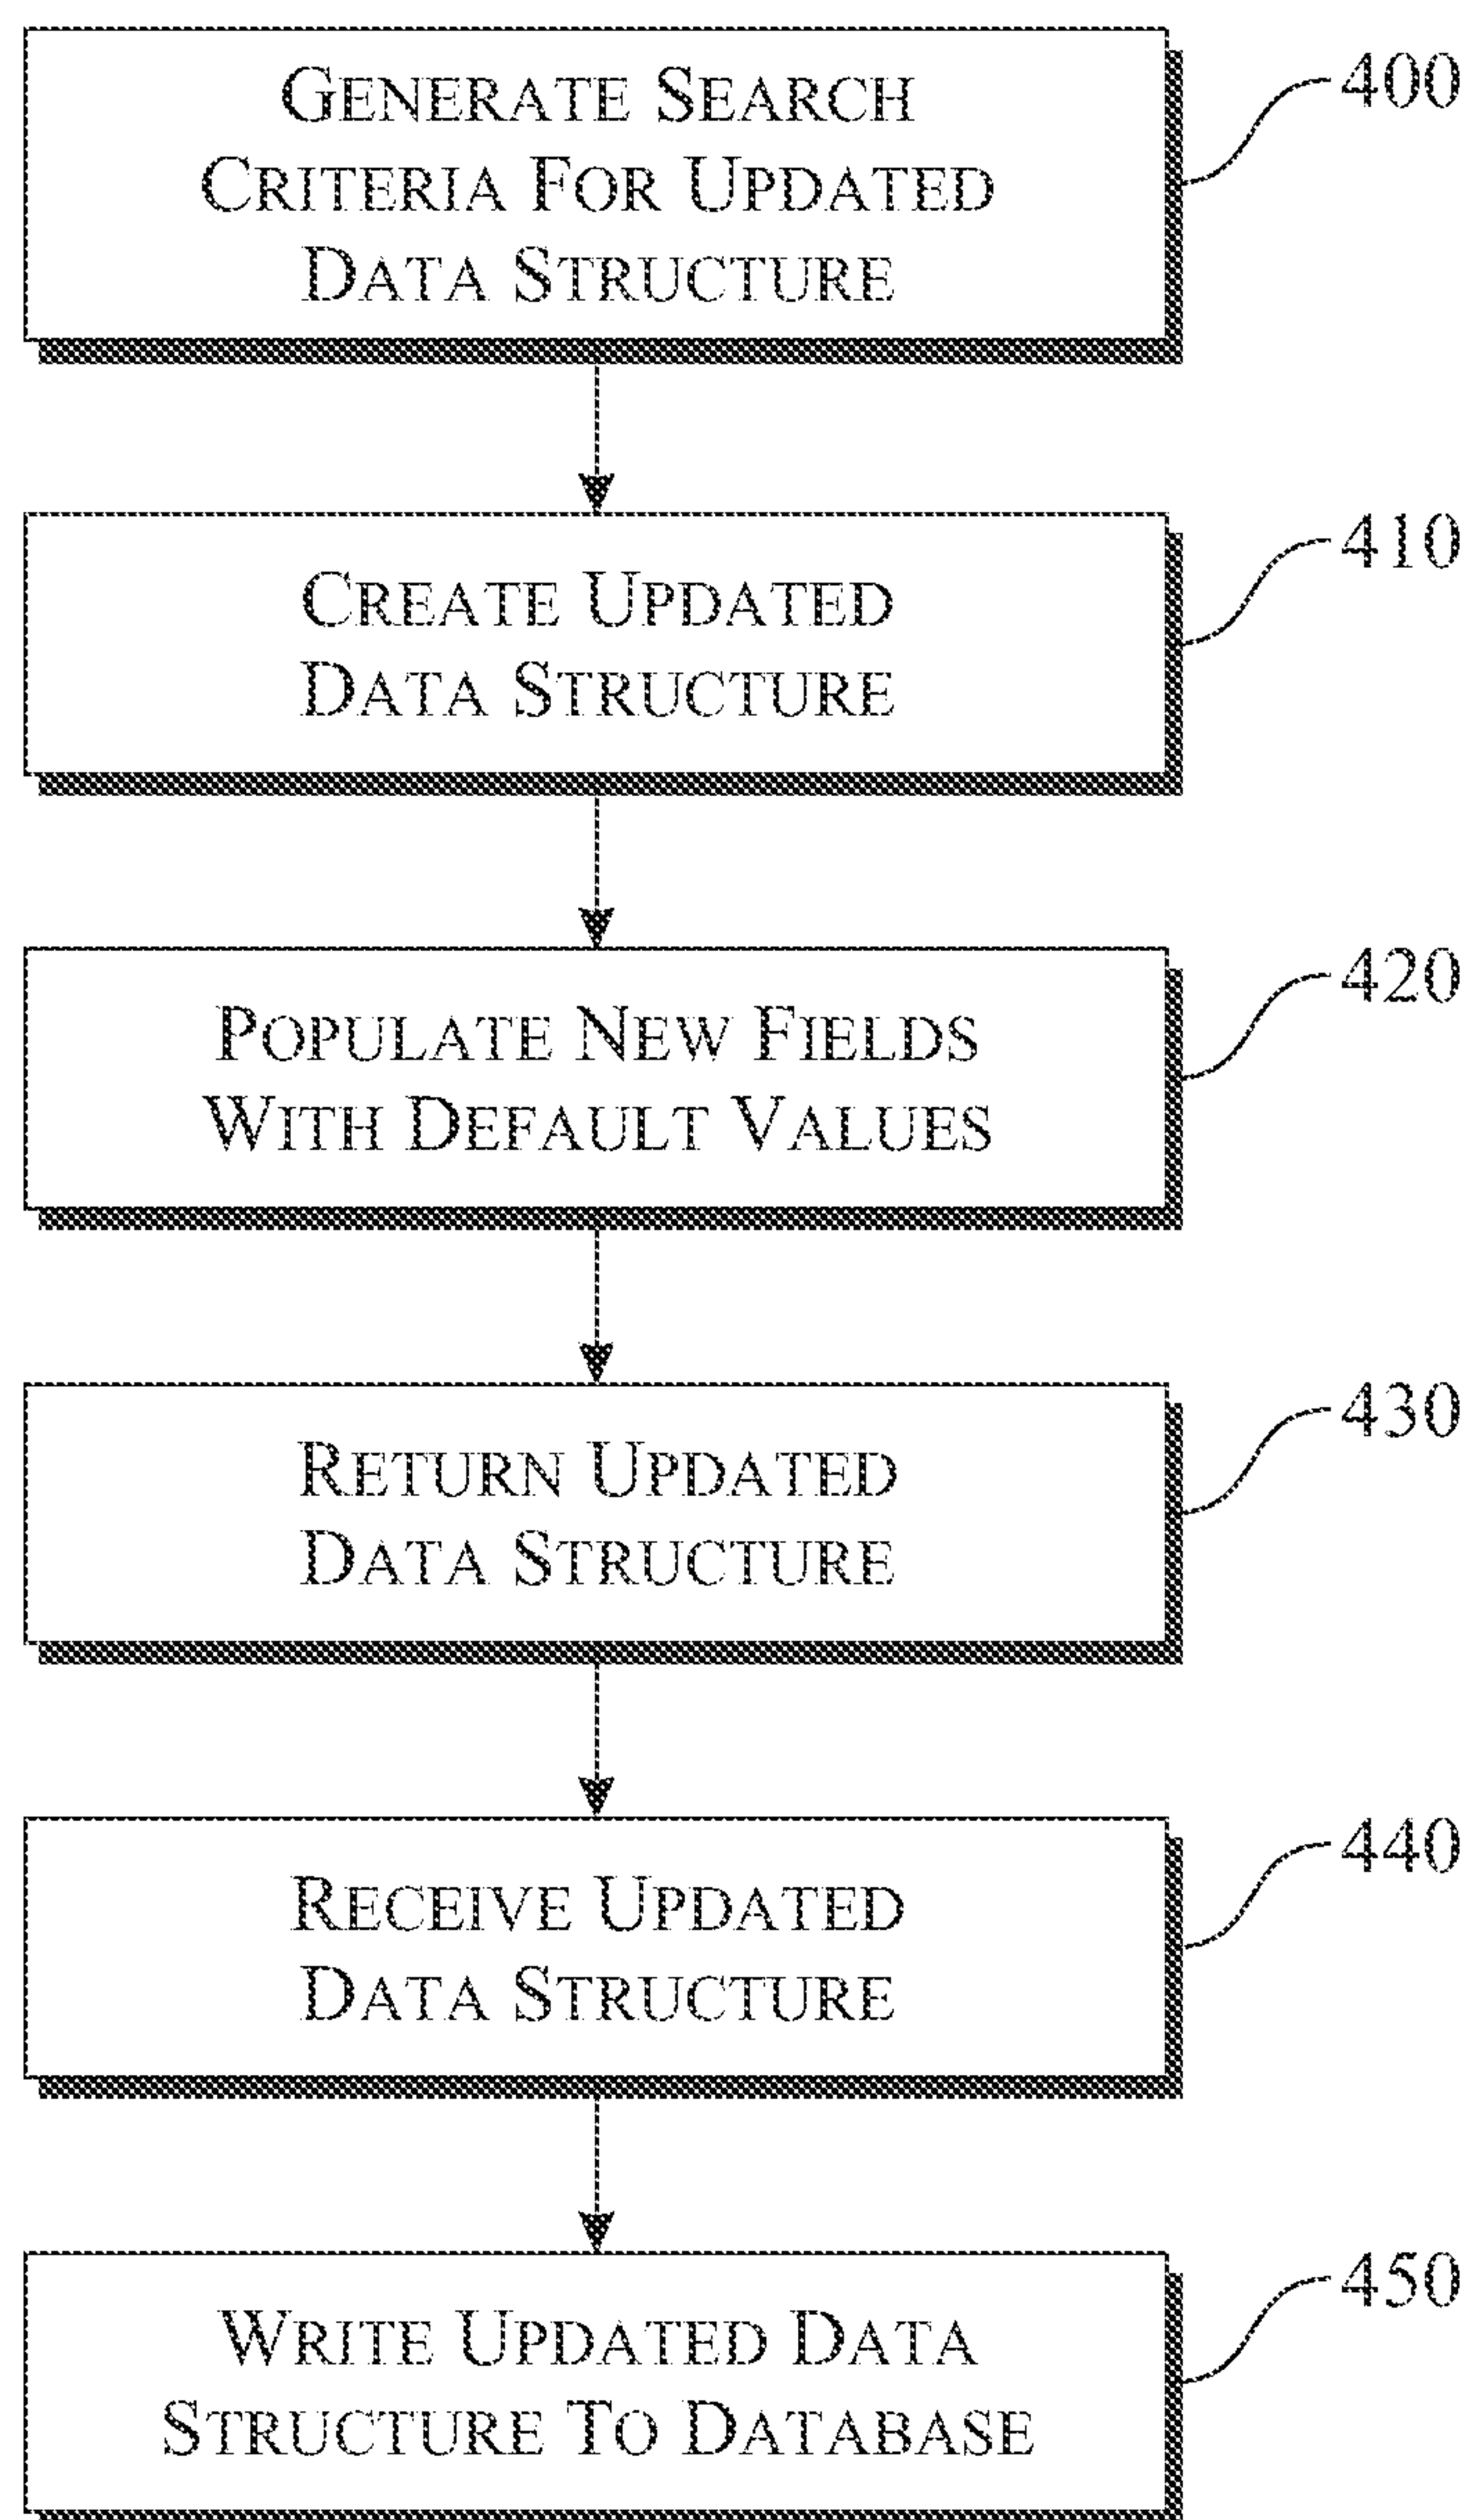 GENERATE SEARCH
CRITERIA FOR UPDATED
DATA STRUCTURE
400
CREATE UPDATED
DATA STRUCTURE
410
POPULATE NEW FIELDS
WITH DEFAULT VALUES
420
RETURN UPDATED
DATA STRUCTURE
430
RECEIVE UPDATED
DATA STRUCTURE
440
WRITE UPDATED DATA
STRUCTURE TO DATABASE
450